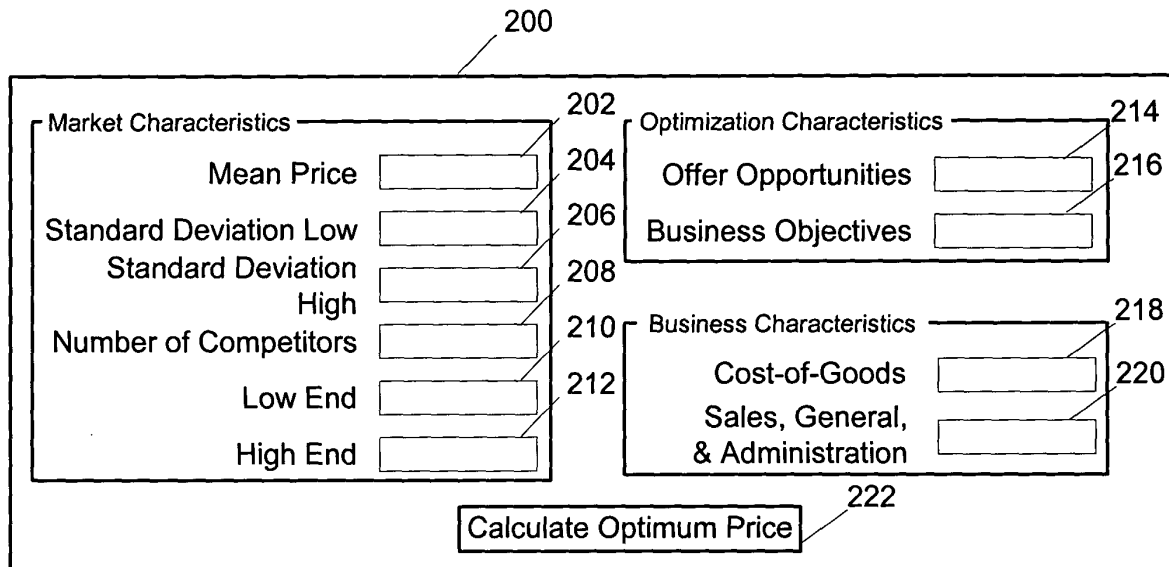 200
Market Characteristics
202
Mean Price
204
Standard Deviation Low
206
Standard Deviation
High
208
Number of Competitors
210
Low End
212
High End
Optimization Characteristics
214
Offer Opportunities
216
Business Objectives
Business Characteristics
218
Cost-of-Goods
220
Sales, General,
& Administration
222
Calculate Optimum Price